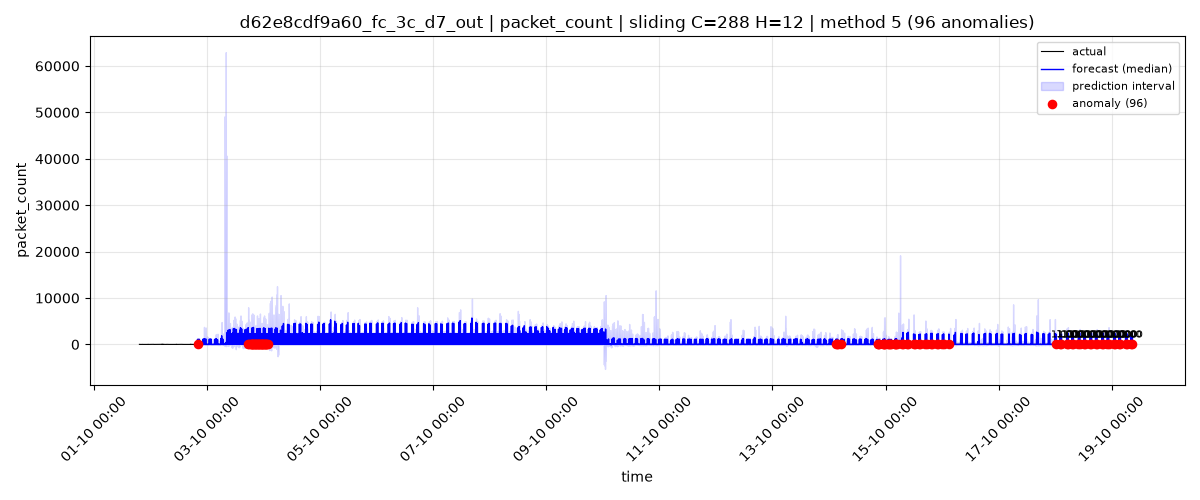 d62e8cdf9a60_fc_3c_d7_out | packet_count | sliding C=288 H=12 | method 5 (96 anomalies)
actual
forecast (median)
prediction interval
anomaly (96)
packet_count
60000
50000
40000
30000
20000
10000
0
01-10 00:00
03-10 00:00
05-10 00:00
07-10 00:00
09-10 00:00
11-10 00:00
13-10 00:00
15-10 00:00
17-10 00:00
19-10 00:00
time